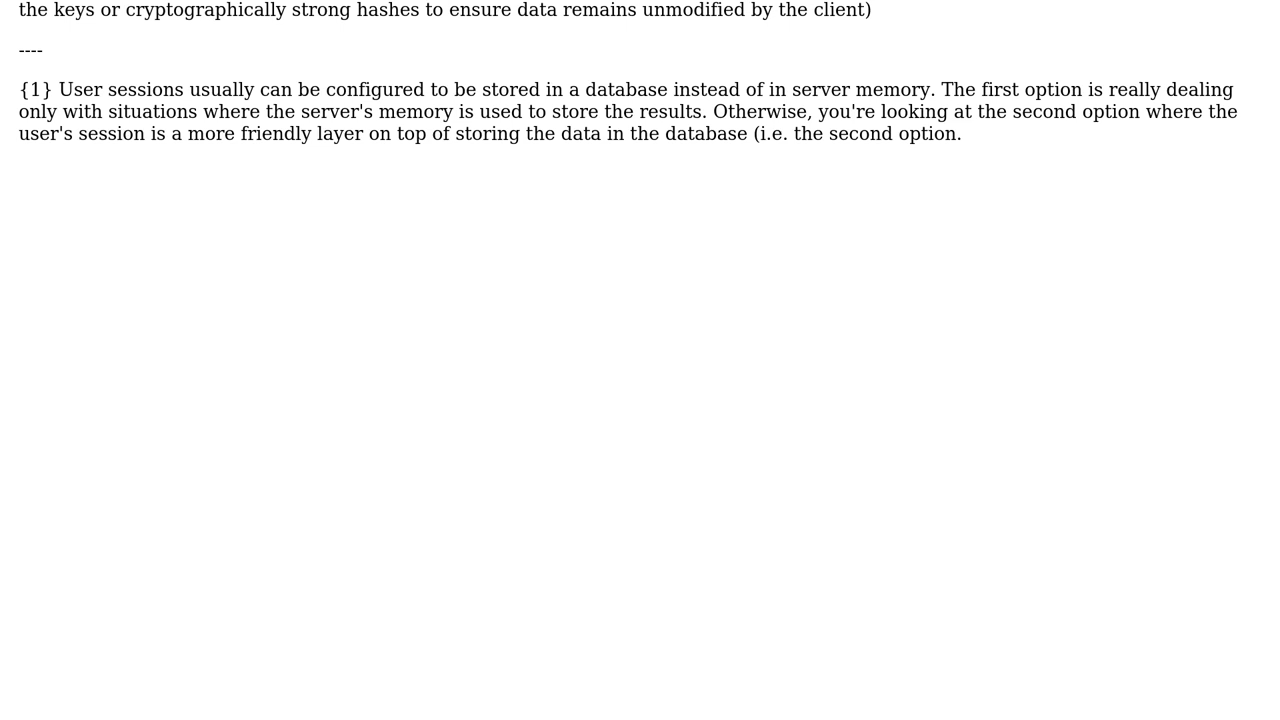 the keys or cryptographically strong hashes to ensure data remains unmodified by the client)
----
{1} User sessions usually can be configured to be stored in a database instead of in server memory. The first option is really dealing
only with situations where the server's memory is used to store the results. Otherwise, you're looking at the second option where the
user's session is a more friendly layer on top of storing the data in the database (i.e. the second option.